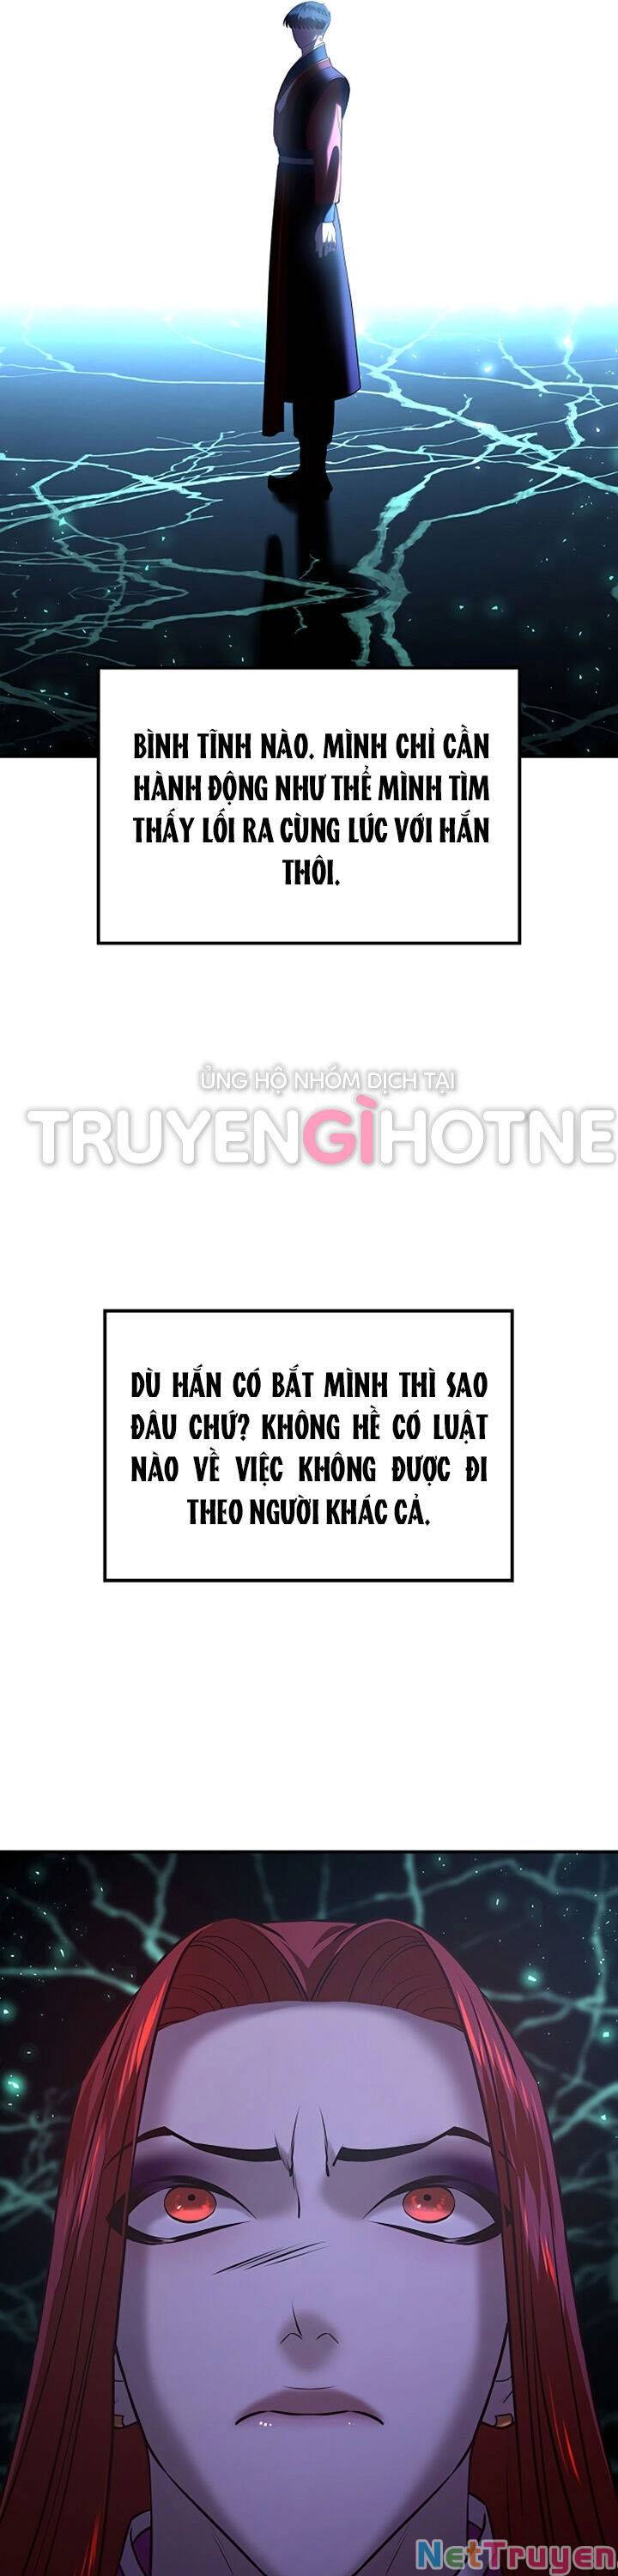 BÌNH TĨNH NÀO. MÌNH CHỈ CẦN
HÀNH ĐỘNG NHƯ THỂ MÌNH TÌM
THẤY LỐI RA CÙNG LÚC VỚI HẮN
THÔI.
ỦNG HỘ NHÓM DỊCH TẠI
TRUYENGÌHOTNE
DÙ HẮN CÓ BẮT MÌNH THÌ SAO
ĐÂU CHỨ? KHÔNG HỀ CÓ LUẬT
NÀO VỀ VIỆC KHÔNG ĐƯỢC ĐI
THEO NGƯỜI KHÁC CẢ.
NetTruyen